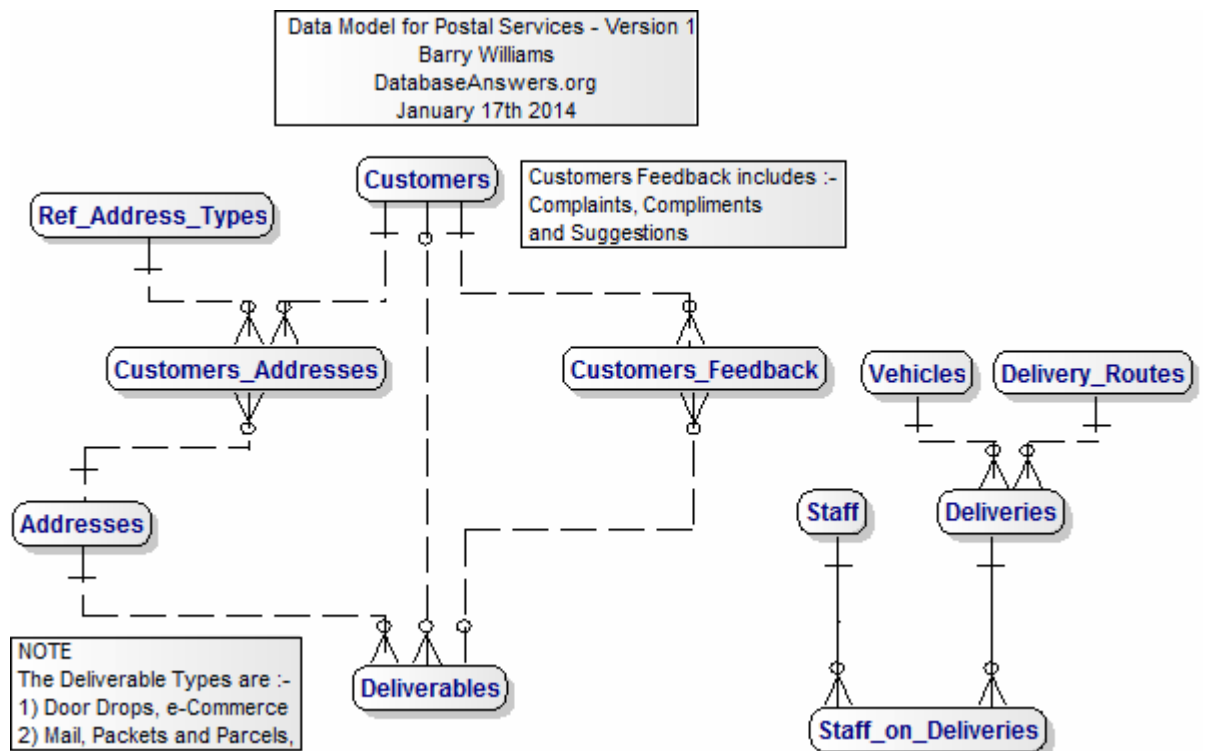 Data Model for Postal Services - Version 1
Barry Williams
DatabaseAnswers.org
January 17th 2014
Customers
Customers Feedback includes :-
Complaints, Compliments
and Suggestions
Ref_Address_Types
Customers_Addresses
Customers_Feedback
Vehicles
Delivery_Routes
Addresses
Staff
Deliveries
NOTE
The Deliverable Types are :-
1) Door Drops, e-Commerce
2) Mail, Packets and Parcels,
Deliverables
Staff_on_Deliveries